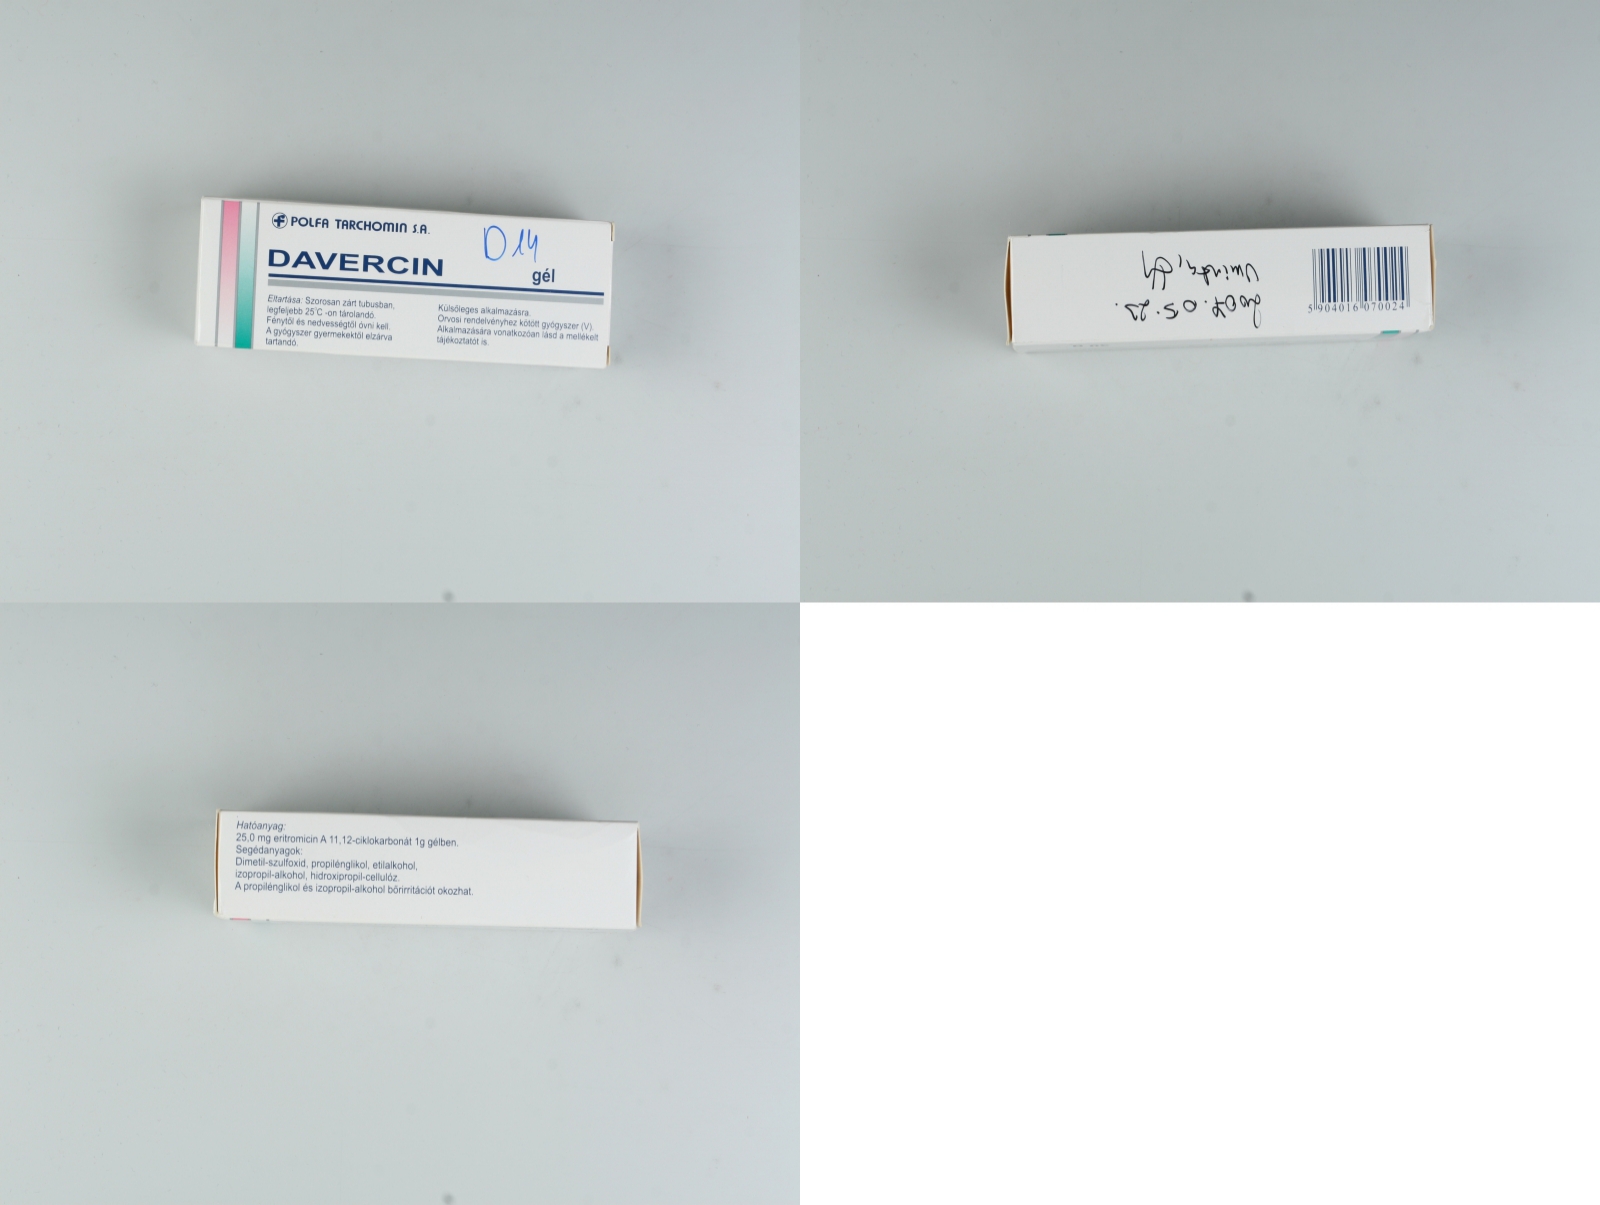 POLFA TARCHOMIN S.A.
D14
DAVERCIN
gél
Eltartása: Szorosan zárt tubusban,
legfeljebb 25°C -on tárolandó.
Fénytől és nedvességtől óvni kell.
A gyógyszer gyermekektől elzárva
tartandó.
Külsőleges alkalmazásra.
Orvosi rendelvényhez kötött gyógyszer (V).
Alkalmazására vonatkozóan lásd a mellékelt
tájékoztatót is.
5 904016 070024
Hatóanyag:
25,0 mg eritromicin A 11,12-ciklokarbonát 1g gélben.
Segédanyagok:
Dimetil-szulfoxid, propilénglikol, etilalkohol,
izopropil-alkohol, hidroxipropil-cellulóz.
A propilénglikol és izopropil-alkohol bőrirritációt okozhat.